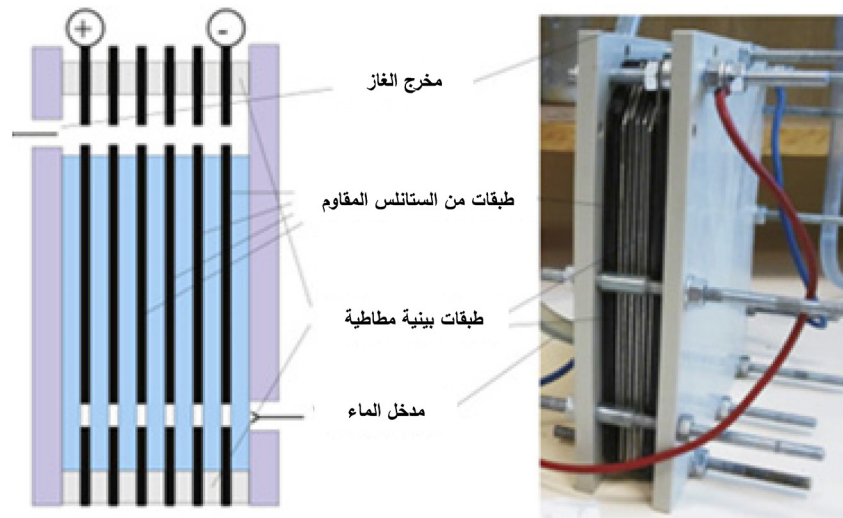 + -
مخرج الغاز
طبقات من الستانلس المقاوم
طبقات بينية مطاطية
مدخل الماء